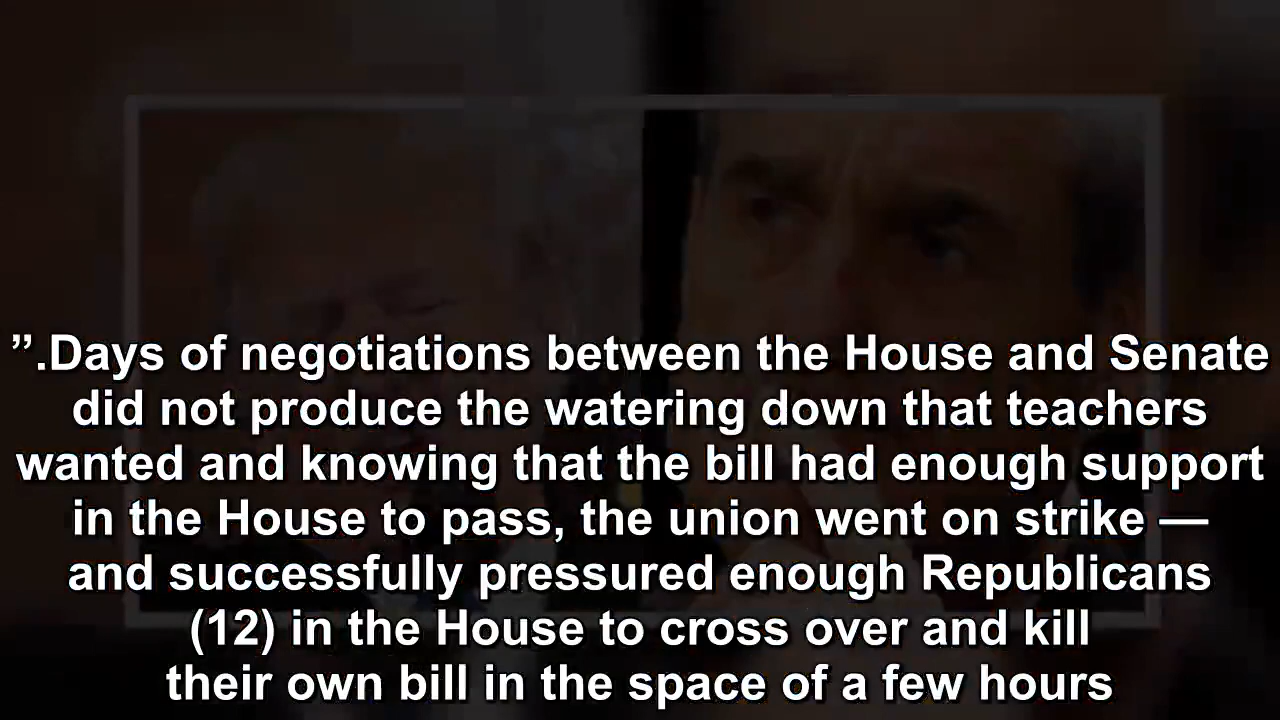 ”.Days of negotiations between the House and Senate
did not produce the watering down that teachers
wanted and knowing that the bill had enough support
in the House to pass, the union went on strike —
and successfully pressured enough Republicans
(12) in the House to cross over and kill
their own bill in the space of a few hours